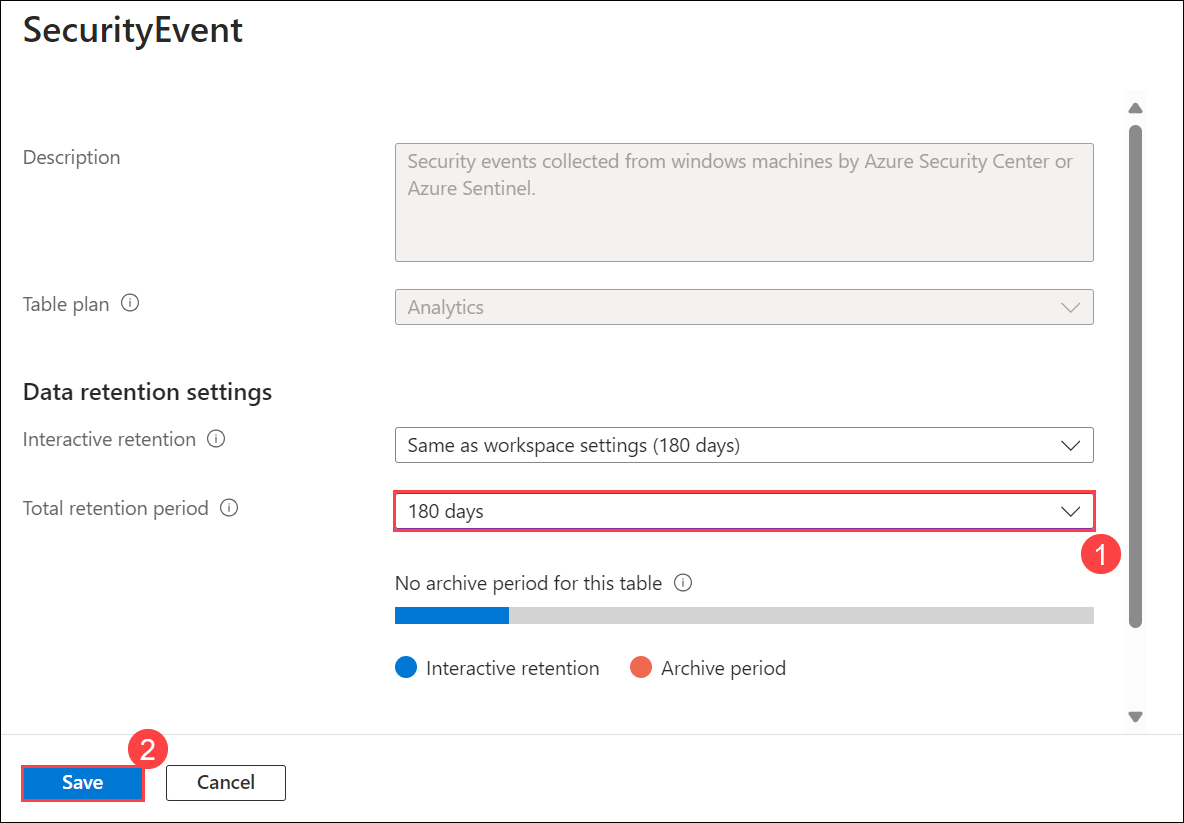 SecurityEvent
Description
Security events collected from windows machines by Azure Security Center or
Azure Sentinel.
Table plan
Analytics
Data retention settings
Interactive retention
Same as workspace settings (180 days)
Total retention period
180 days
1
No archive period for this table
Interactive retention
Archive period
2
Save
Cancel